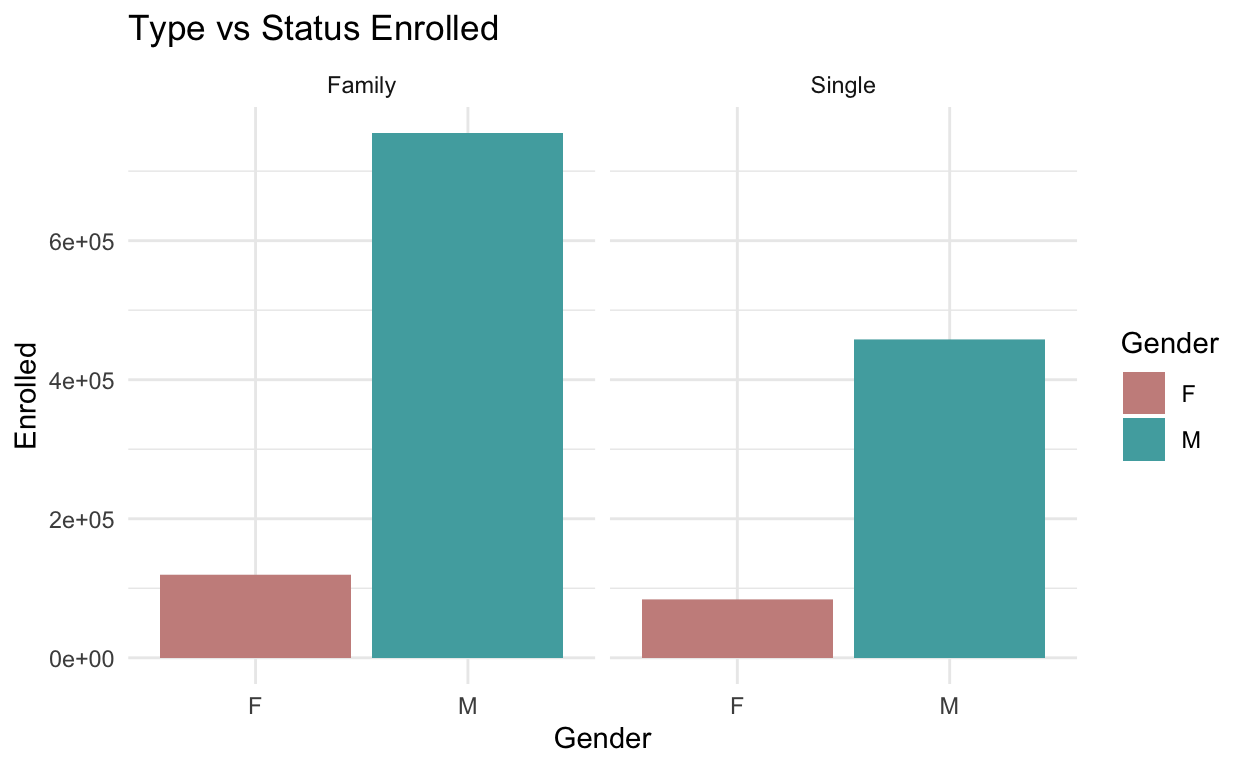 Type vs Status Enrolled
Family
Single
Enrolled
6e+05
4e+05
2e+05
0e+00
F
M
F
M
Gender
Gender
F
M